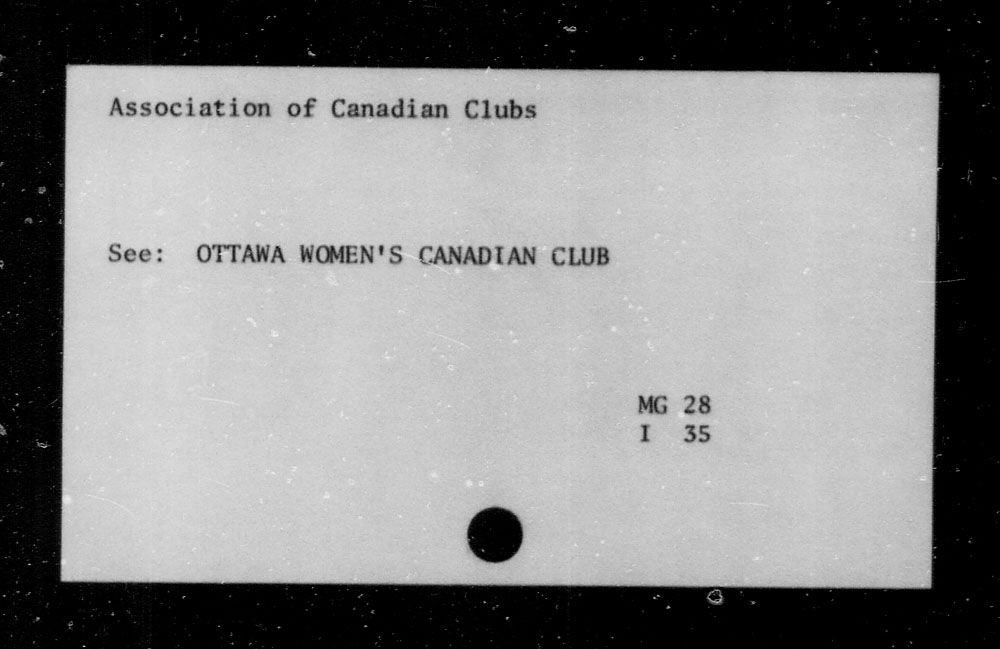 Association of Canadian Clubs
See: OTTAWA WOMEN'S CANADIAN CLUB
MG 28
I 35